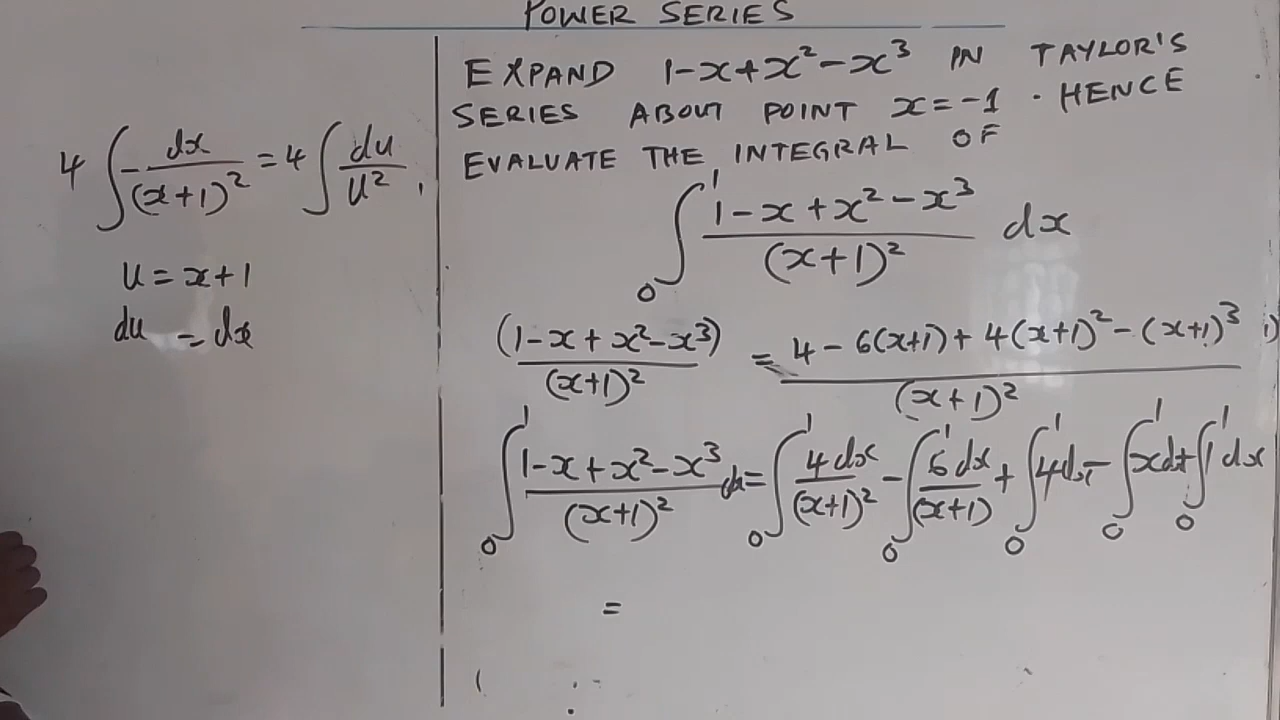 POWER SERIES
EXPAND 1-x+x²-x³ IN TAYLOR'S
SERIES ABOUT POINT x=-1. HENCE
EVALUATE THE INTEGRAL OF
∫₀¹ (1-x+x²-x³)/(x+1)² dx
(1-x+x²-x³)/(x+1)² = (4-6(x+1)+4(x+1)²-(x+1)³)/(x+1)²
∫₀¹ (1-x+x²-x³)/(x+1)² dx = ∫₀¹ 4dx/(x+1)² - ∫₀¹ 6dx/(x+1) + ∫₀¹ 4dx - ∫₀¹ xdx + ∫₀¹ 1dx
=
4∫ dx/(x+1)² = 4∫ du/u²,
u=x+1
du = dx